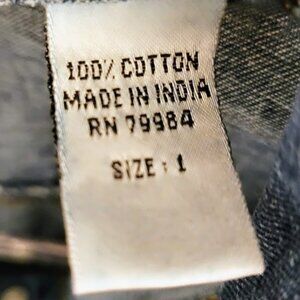 100% COTTON
MADE IN INDIA
RN 79984
SIZE : 1